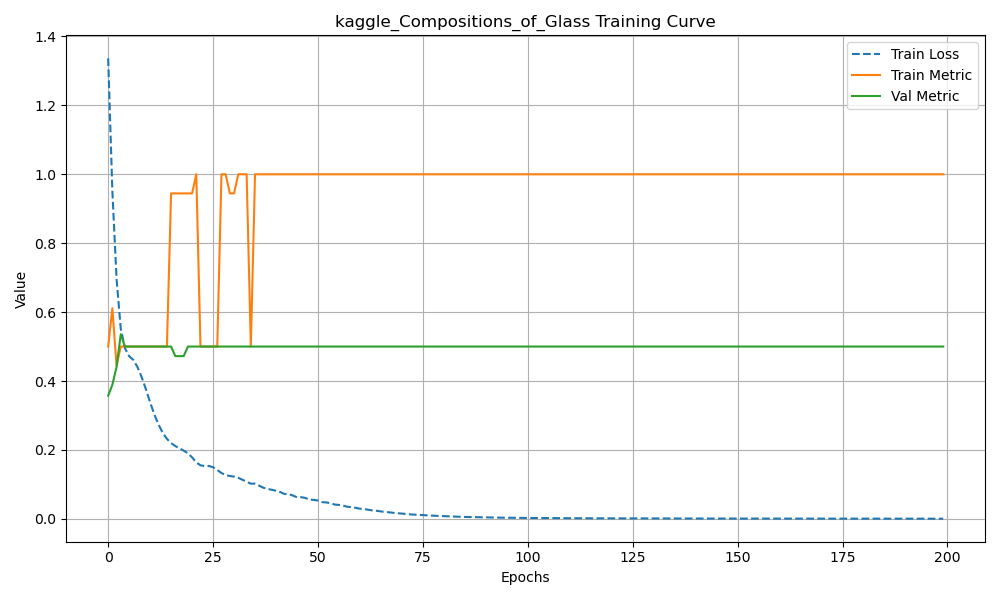 kaggle_Compositions_of_Glass Training Curve
Train Loss
Train Metric
Val Metric
1.4
1.2
1.0
0.8
0.6
0.4
0.2
0.0
Value
0 25 50 75 100 125 150 175 200
Epochs